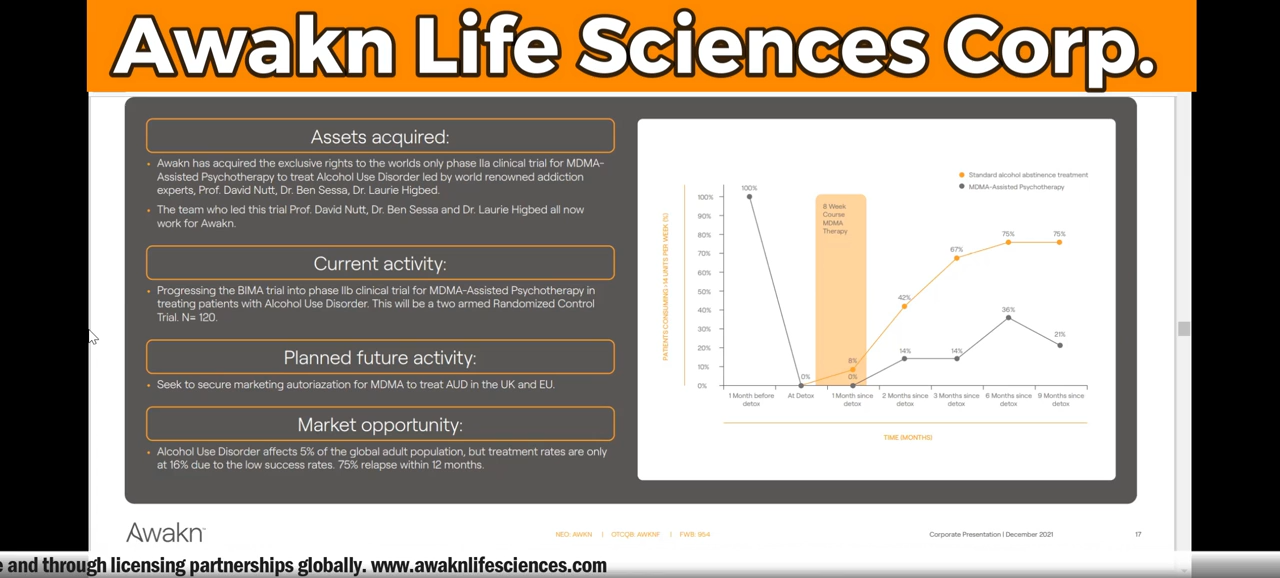 Awakn Life Sciences Corp.
Assets acquired:
• Awakn has acquired the exclusive rights to the worlds only phase IIa clinical trial for MDMA-
Assisted Psychotherapy to treat Alcohol Use Disorder led by world renowned addiction
experts, Prof. David Nutt, Dr. Ben Sessa, Dr. Laurie Higbed.
• The team who led this trial Prof. David Nutt, Dr. Ben Sessa and Dr. Laurie Higbed all now
work for Awakn.
Current activity:
• Progressing the BIMA trial into phase IIb clinical trial for MDMA-Assisted Psychotherapy in
treating patients with Alcohol Use Disorder. This will be a two armed Randomized Control
Trial. N= 120.
Planned future activity:
• Seek to secure marketing autoriazation for MDMA to treat AUD in the UK and EU.
Market opportunity:
• Alcohol Use Disorder affects 5% of the global adult population, but treatment rates are only
at 16% due to the low success rates. 75% relapse within 12 months.
Standard alcohol abstinence treatment
MDMA-Assisted Psychotherapy
PATIENTS CONSUMING >14 UNITS PER WEEK (%)
100%
90%
80%
70%
60%
50%
40%
30%
20%
10%
0%
100%
0%
8 Week
Course
MDMA
Therapy
8%
0%
42%
14%
67%
14%
75%
36%
75%
21%
1 Month before
detox
At Detox
1 Month since
detox
2 Months since
detox
3 Months since
detox
6 Months since
detox
9 Months since
detox
TIME (MONTHS)
Awakn™
NEO: AWKN | OTCQB: AWKNF | FWB: 954
Corporate Presentation | December 2021
17
e and through licensing partnerships globally. www.awaknlifesciences.com